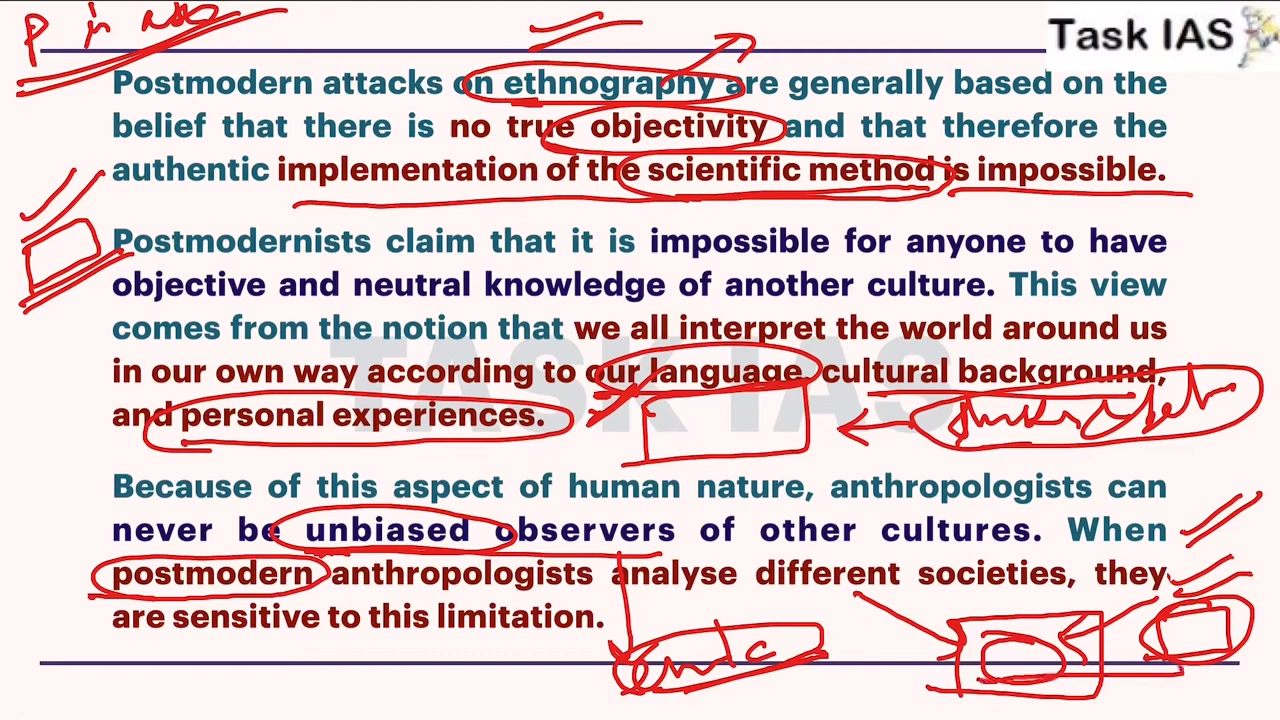 Task IAS
Postmodern attacks on ethnography are generally based on the
belief that there is no true objectivity and that therefore the
authentic implementation of the scientific method is impossible.
Postmodernists claim that it is impossible for anyone to have
objective and neutral knowledge of another culture. This view
comes from the notion that we all interpret the world around us
in our own way according to our language, cultural background,
and personal experiences.
Because of this aspect of human nature, anthropologists can
never be unbiased observers of other cultures. When
postmodern anthropologists analyse different societies, they
are sensitive to this limitation.
TASK IAS